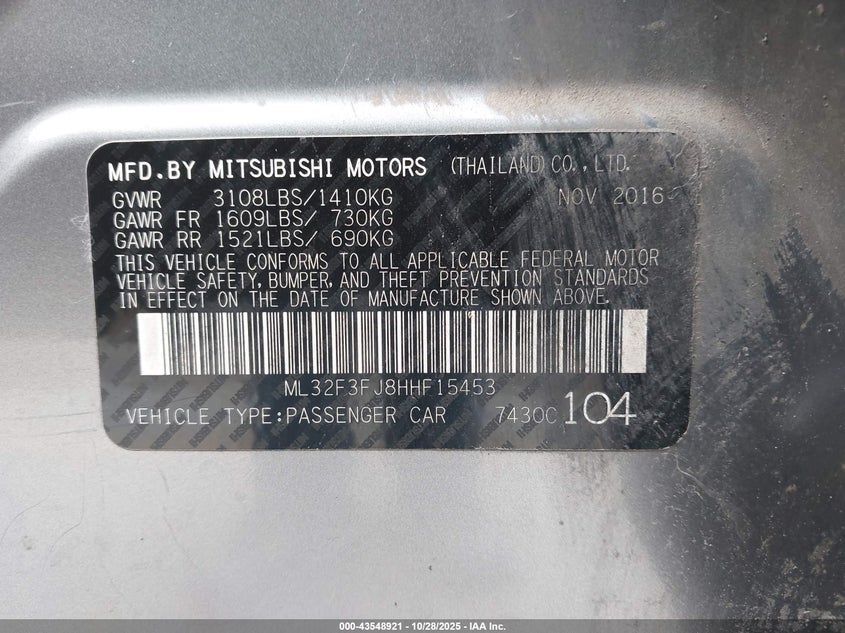 MFD.BY MITSUBISHI MOTORS (THAILAND)CO.,LTD.
GVWR 3108LBS/1410KG NOV 2016
GAWR FR 1609LBS/ 730KG
GAWR RR 1521LBS/ 690KG
THIS VEHICLE CONFORMS TO ALL APPLICABLE FEDERAL MOTOR
VEHICLE SAFETY, BUMPER, AND THEFT PREVENTION STANDARDS
IN EFFECT ON THE DATE OF MANUFACTURE SHOWN ABOVE.
ML32F3FJ8HHF15453
VEHICLE TYPE:PASSENGER CAR 7430C 104
000-43548921 - 10/28/2025 - IAA Inc.